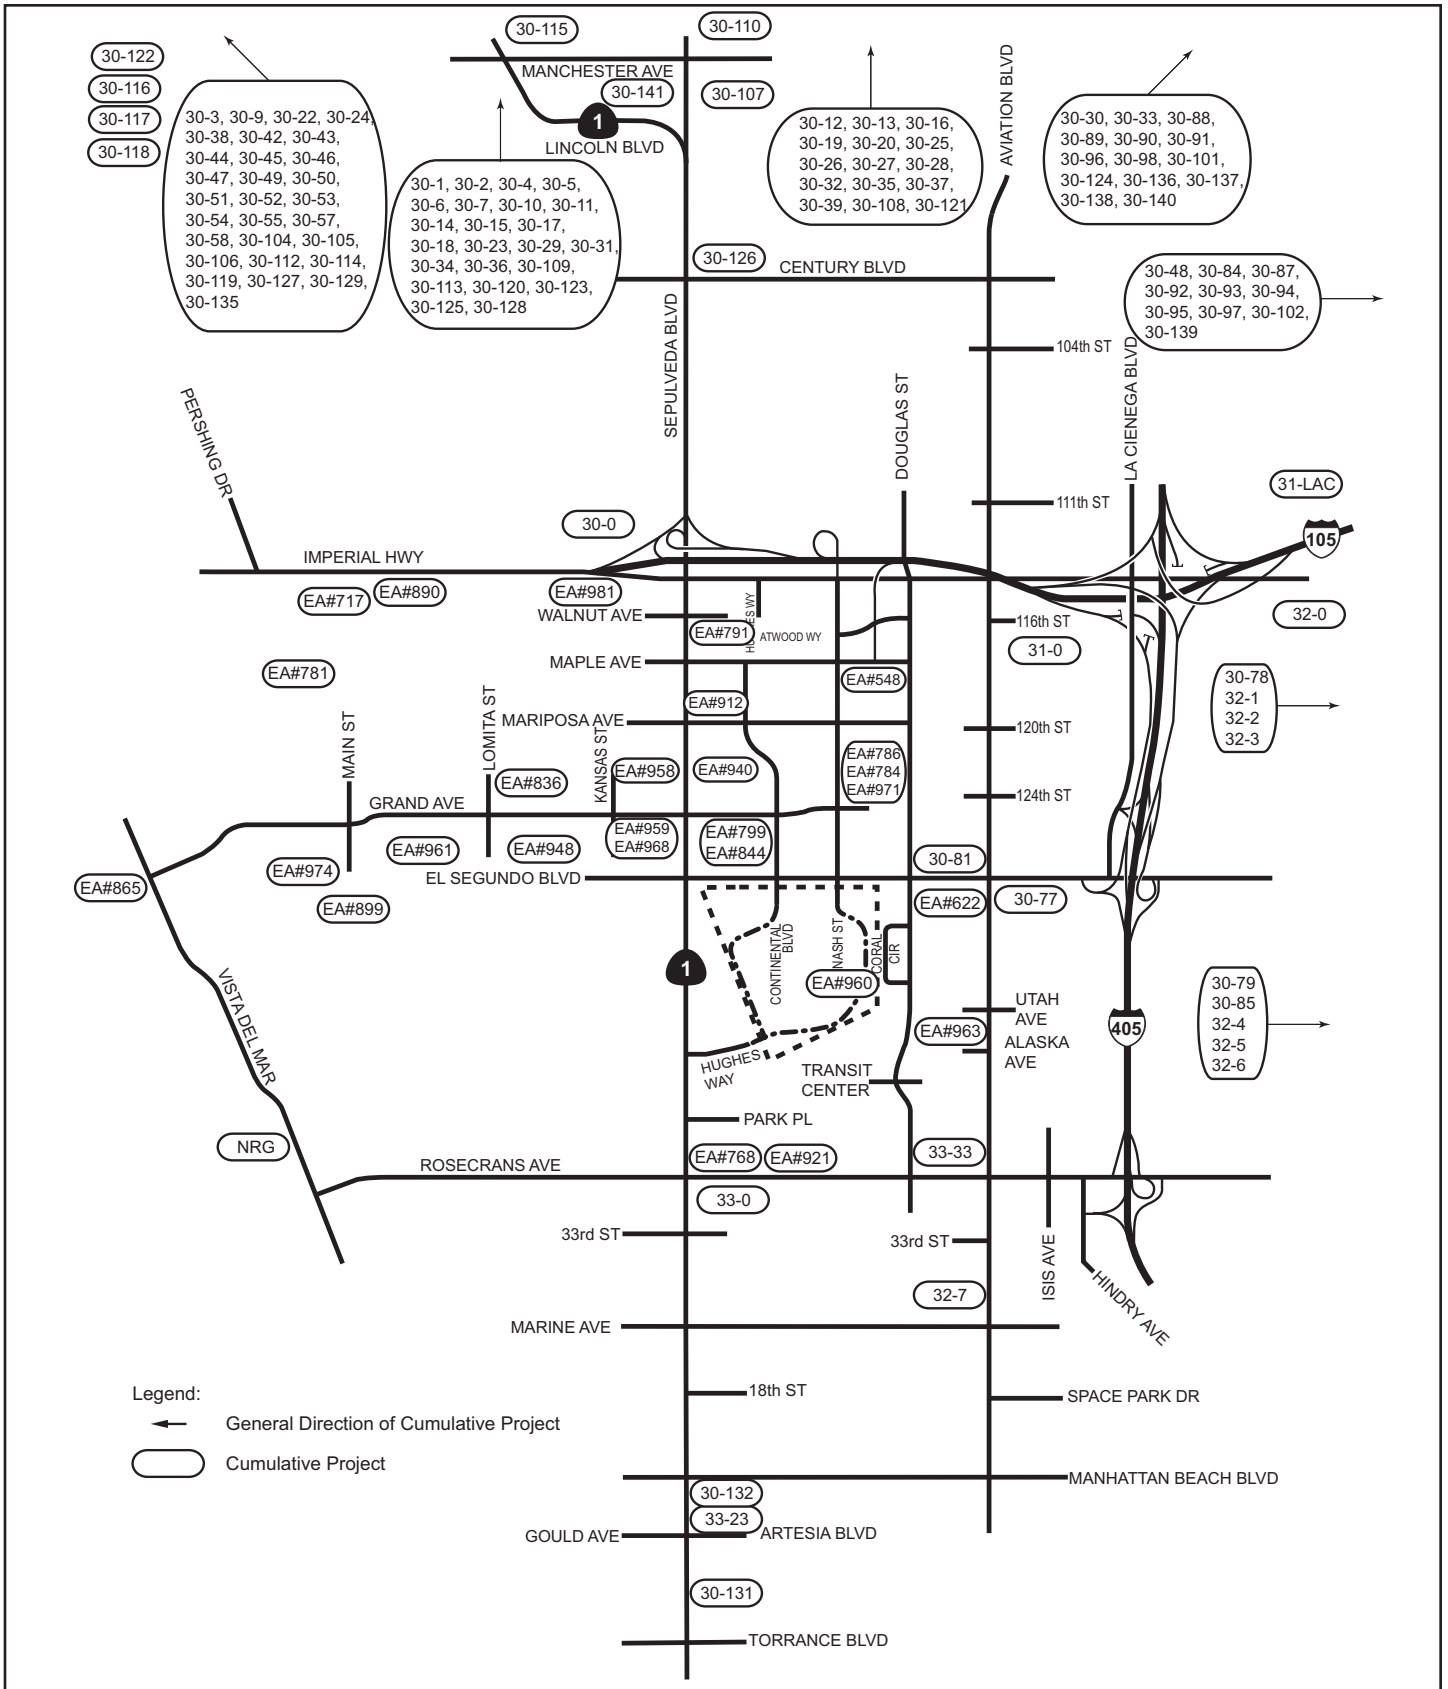 30-115
30-110
30-122
MANCHESTER AVE
30-116
30-141
30-107
30-117
1
LINCOLN BLVD
30-118
30-3, 30-9, 30-22, 30-24,
30-38, 30-42, 30-43,
30-44, 30-45, 30-46,
30-47, 30-49, 30-50,
30-51, 30-52, 30-53,
30-54, 30-55, 30-57,
30-58, 30-104, 30-105,
30-106, 30-112, 30-114,
30-119, 30-127, 30-129,
30-135
30-1, 30-2, 30-4, 30-5,
30-6, 30-7, 30-10, 30-11,
30-14, 30-15, 30-17,
30-18, 30-23, 30-29, 30-31,
30-34, 30-36, 30-109,
30-113, 30-120, 30-123,
30-125, 30-128
30-12, 30-13, 30-16,
30-19, 30-20, 30-25,
30-26, 30-27, 30-28,
30-32, 30-35, 30-37,
30-39, 30-108, 30-121
AVIATION BLVD
30-30, 30-33, 30-88,
30-89, 30-90, 30-91,
30-96, 30-98, 30-101,
30-124, 30-136, 30-137,
30-138, 30-140
30-126
CENTURY BLVD
30-48, 30-84, 30-87,
30-92, 30-93, 30-94,
30-95, 30-97, 30-102,
30-139
SEPULVEDA BLVD
104th ST
LA CIENEGA BLVD
DOUGLAS ST
PERSHING DR
111th ST
31-LAC
30-0
105
IMPERIAL HWY
EA#717
EA#890
EA#981
WALNUT AVE
HUGHES WY
EA#791
ATWOOD WY
116th ST
32-0
31-0
MAPLE AVE
EA#781
EA#548
30-78
32-1
32-2
32-3
EA#912
LOMITA ST
MARIPOSA AVE
120th ST
MAIN ST
KANSAS ST
EA#836
EA#958
EA#940
EA#786
EA#784
EA#971
124th ST
GRAND AVE
EA#961
EA#948
EA#959
EA#968
EA#799
EA#844
30-81
EA#974
EA#865
EL SEGUNDO BLVD
EA#899
EA#622
30-77
CONTINENTAL
BLVD
NASH ST
CORAL
CIR
1
EA#960
VISTA DEL MAR
UTAH
AVE
EA#963
405
30-79
30-85
32-4
32-5
32-6
ALASKA
AVE
HUGHES
WAY
TRANSIT
CENTER
PARK PL
NRG
ROSECRANS AVE
EA#768
EA#921
33-33
33-0
33rd ST
33rd ST
ISIS AVE
HINDRY AVE
32-7
MARINE AVE
18th ST
SPACE PARK DR
Legend:
General Direction of Cumulative Project
Cumulative Project
MANHATTAN BEACH BLVD
30-132
33-23
GOULD AVE
ARTESIA BLVD
30-131
TORRANCE BLVD